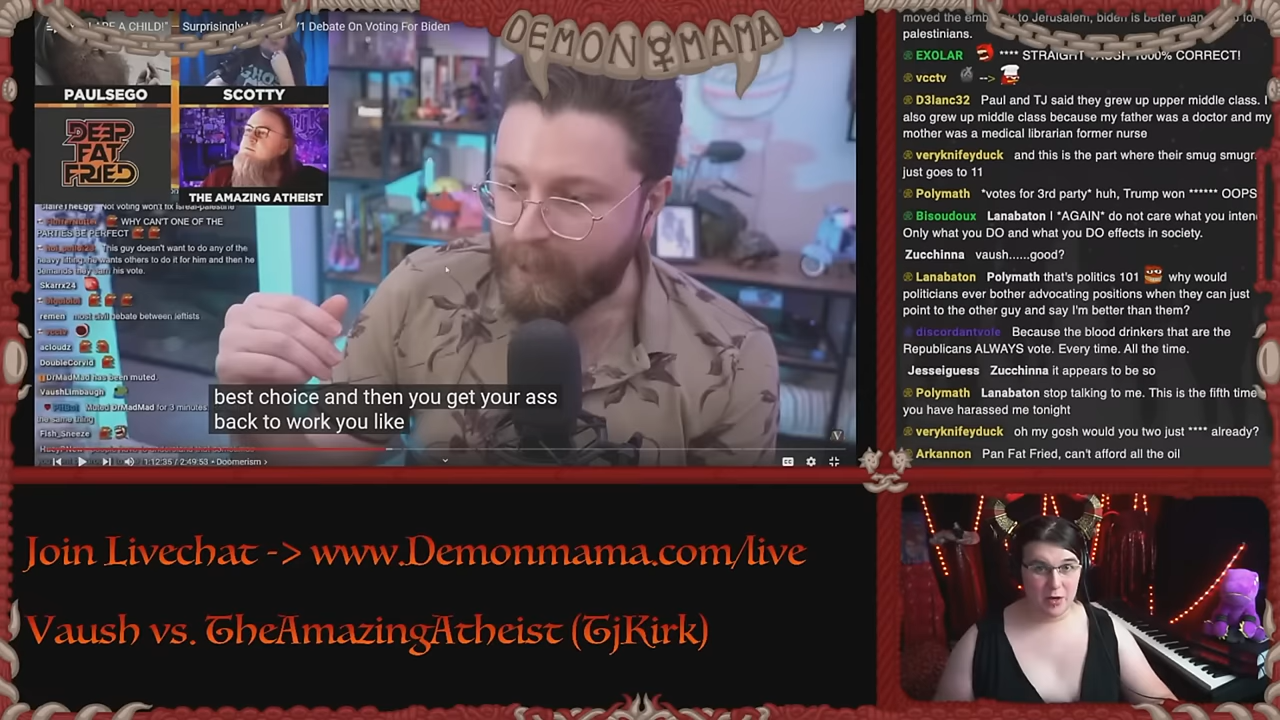 ARE A CHILD!" — Surprisingly
/1 Debate On Voting For Biden
DEMON MAMA
PAULSEGO
SCOTTY
DEEP
FAT
FRIED
THE AMAZING ATHEIST
Not voting won't fix
WHY CAN'T ONE OF THE
PARTIES BE PERFECT
This guy doesn't want to do any of the
heavy lifting, he wants others to do it for him and then he
demands they earn his vote.
Skarrx24
remen most civil debate between leftists
vcctv
acloudz
DoubleCorvid
DrMadMad has been muted.
VaushLimbaugh
Muted DrMadMad for 3 minutes
the same thing
Fish_Sneeze
best choice and then you get your ass
back to work you like
1:12:35 / 2:49:53 • Doomerism >
moved the embassy to Jerusalem, biden is better than for
palestinians.
EXOLAR **** STRAIGHT VAUSH 1000% CORRECT!
vcctv -->
D3lanc32 Paul and TJ said they grew up upper middle class. I
also grew up middle class because my father was a doctor and my
mother was a medical librarian former nurse
veryknifeyduck and this is the part where their smug smugr
just goes to 11
Polymath *votes for 3rd party* huh, Trump won ****** OOPS
Bisoudoux Lanabaton I *AGAIN* do not care what you inten
Only what you DO and what you DO effects in society.
Zucchinna vaush......good?
Lanabaton Polymath that's politics 101 why would
politicians ever bother advocating positions when they can just
point to the other guy and say I'm better than them?
discordantvole Because the blood drinkers that are the
Republicans ALWAYS vote. Every time. All the time.
Jesseiguess Zucchinna it appears to be so
Polymath Lanabaton stop talking to me. This is the fifth time
you have harassed me tonight
veryknifeyduck oh my gosh would you two just **** already?
Arkannon Pan Fat Fried, can't afford all the oil
Join Livechat -> www.Demonmama.com/live
Vaush vs. TheAmazingAtheist (TjKirk)